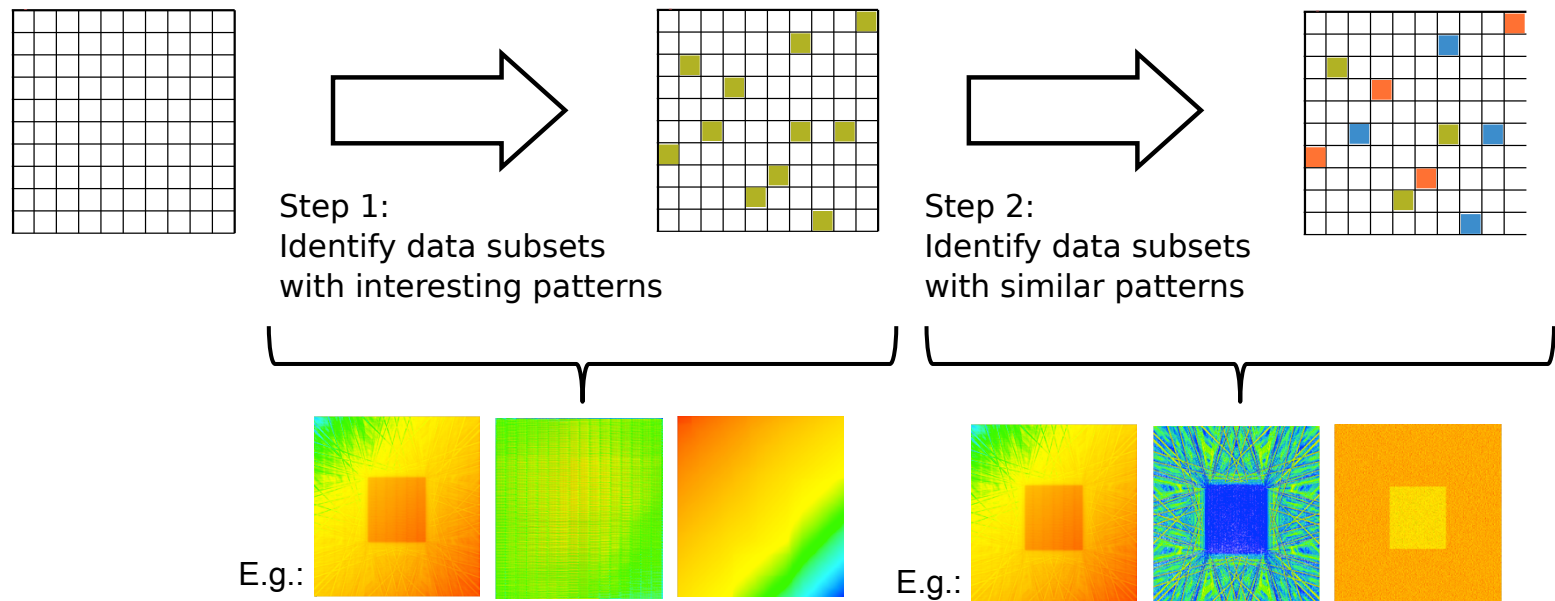 Step 1:
Identify data subsets
with interesting patterns
Step 2:
Identify data subsets
with similar patterns
E.g.:
E.g.: